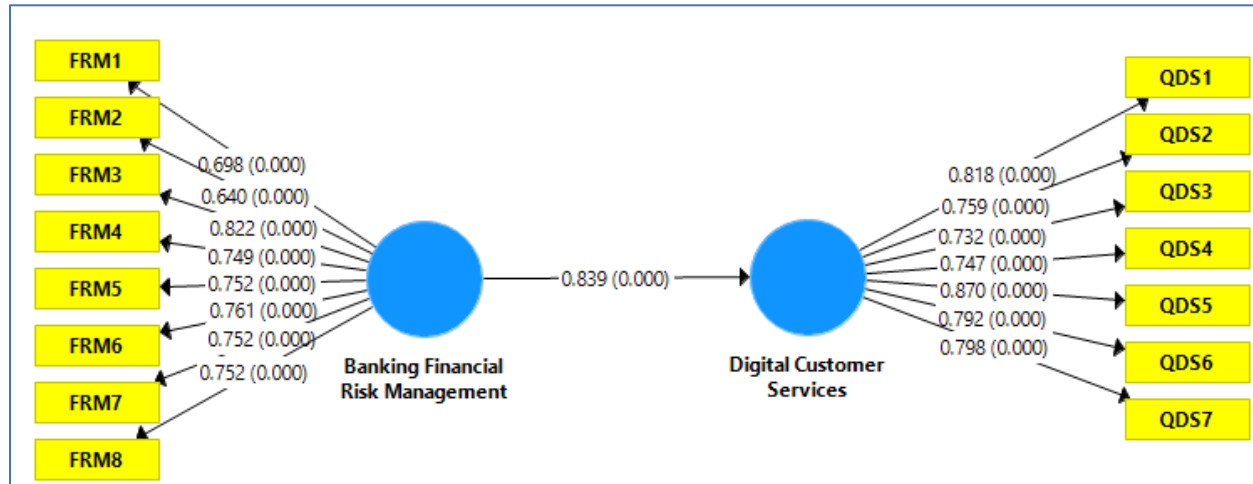 FRM1
FRM2
FRM3
FRM4
FRM5
FRM6
FRM7
FRM8
0.698 (0.000)
0.640 (0.000)
0.822 (0.000)
0.749 (0.000)
0.752 (0.000)
0.761 (0.000)
0.752 (0.000)
0.752 (0.000)
Banking Financial
Risk Management
0.839 (0.000)
Digital Customer
Services
0.818 (0.000)
0.759 (0.000)
0.732 (0.000)
0.747 (0.000)
0.870 (0.000)
0.792 (0.000)
0.798 (0.000)
QDS1
QDS2
QDS3
QDS4
QDS5
QDS6
QDS7